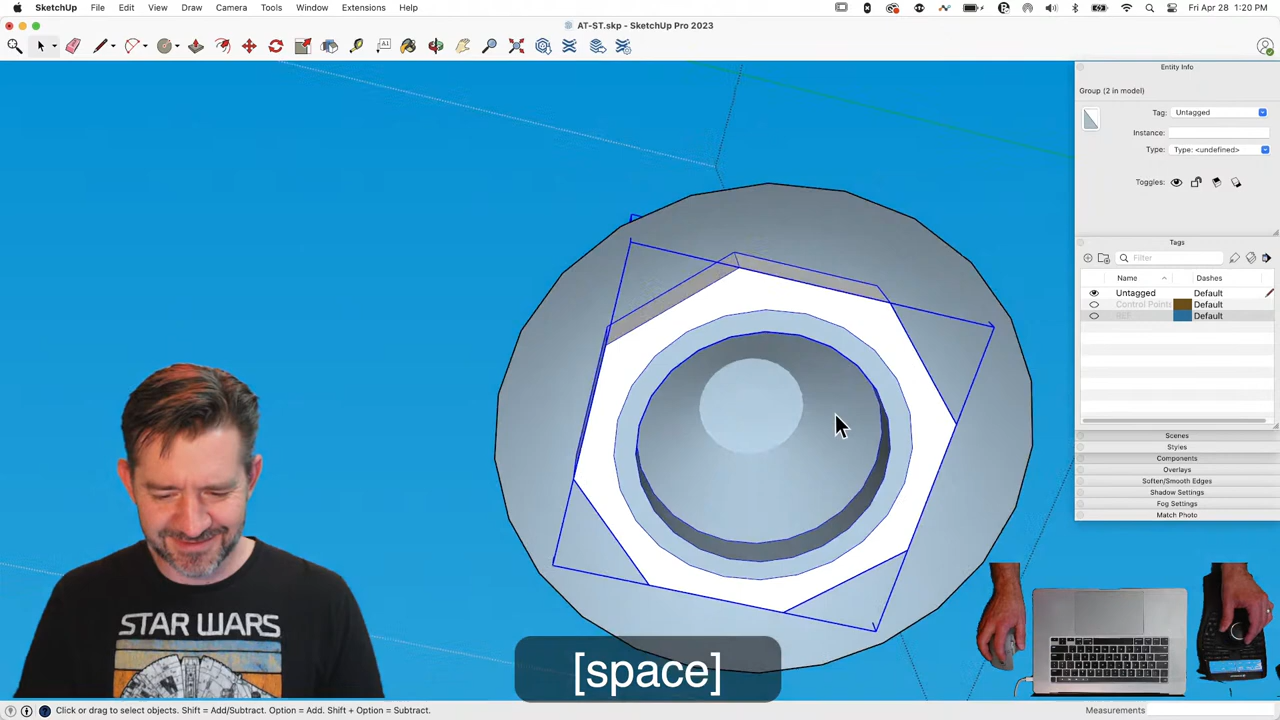 SketchUp File Edit View Draw Camera Tools Window Extensions Help
Fri Apr 28 1:20 PM
AT-ST.skp - SketchUp Pro 2023
Entity Info
Group (2 in model)
Tag: Untagged
Instance:
Type: Type: <undefined>
Toggles:
Tags
Filter
Name Dashes
Untagged Default
Control Points Default
REF Default
Scenes
Styles
Components
Overlays
Soften/Smooth Edges
Shadow Settings
Fog Settings
Match Photo
STAR WARS
[space]
Click or drag to select objects. Shift = Add/Subtract. Option = Add. Shift + Option = Subtract.
Measurements